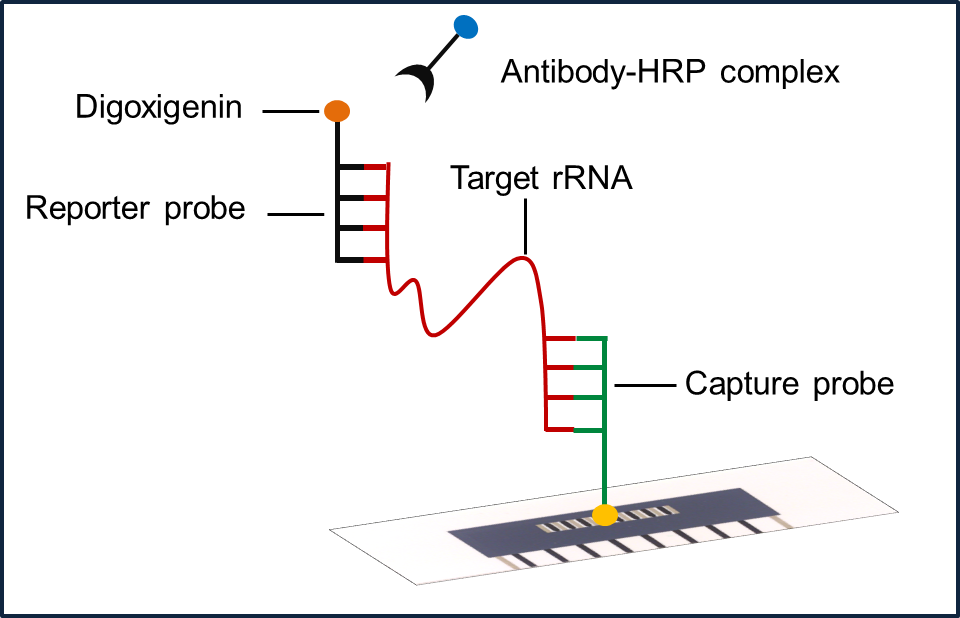 Antibody-HRP complex
Digoxigenin
Target rRNA
Reporter probe
Capture probe